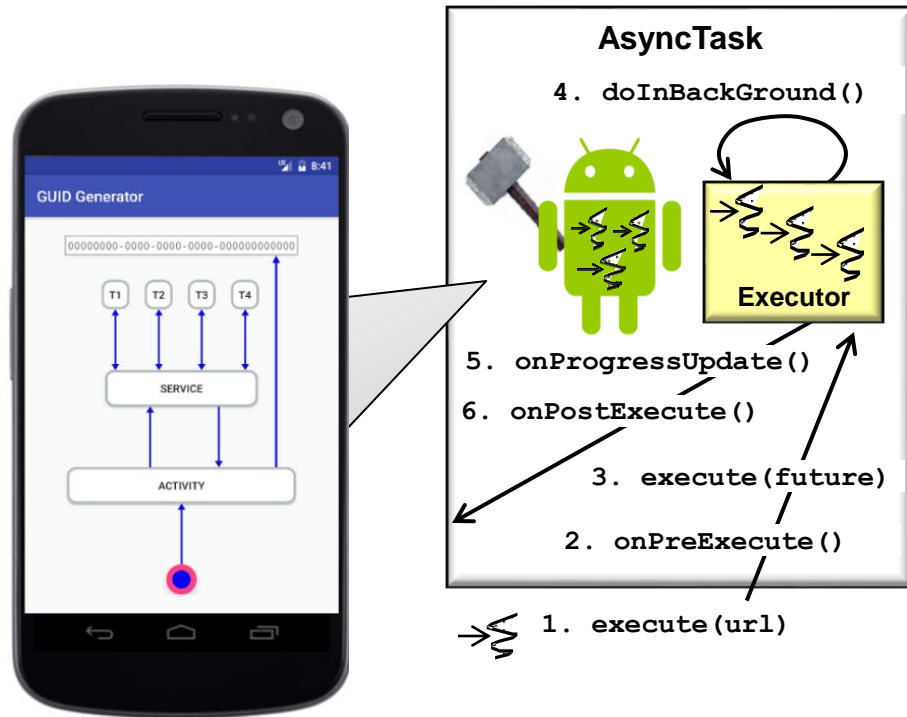 8:41
GUID Generator
00000000-0000-0000-0000-000000000000
T1 T2 T3 T4
SERVICE
ACTIVITY
AsyncTask
4. doInBackGround()
Executor
5. onProgressUpdate()
6. onPostExecute()
3. execute(future)
2. onPreExecute()
1. execute(url)